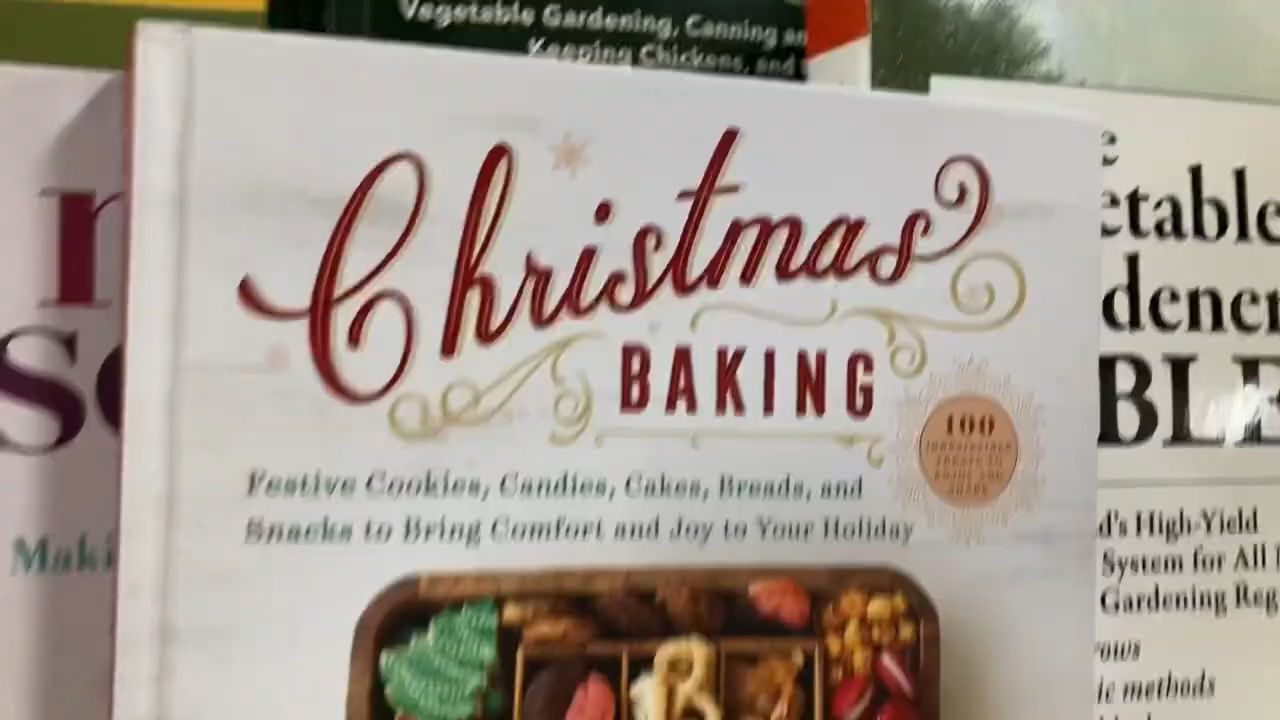 Vegetable Gardening, Canning
Keeping Chickens, and
Christmas
BAKING
100
Festive Cookies, Candies, Cakes, Breads, and
Snacks to Bring Comfort and Joy to Your Holiday
Maki
etable
dener
BLE
d's High-Yield
System for All
Gardening Reg
rows
ic methods